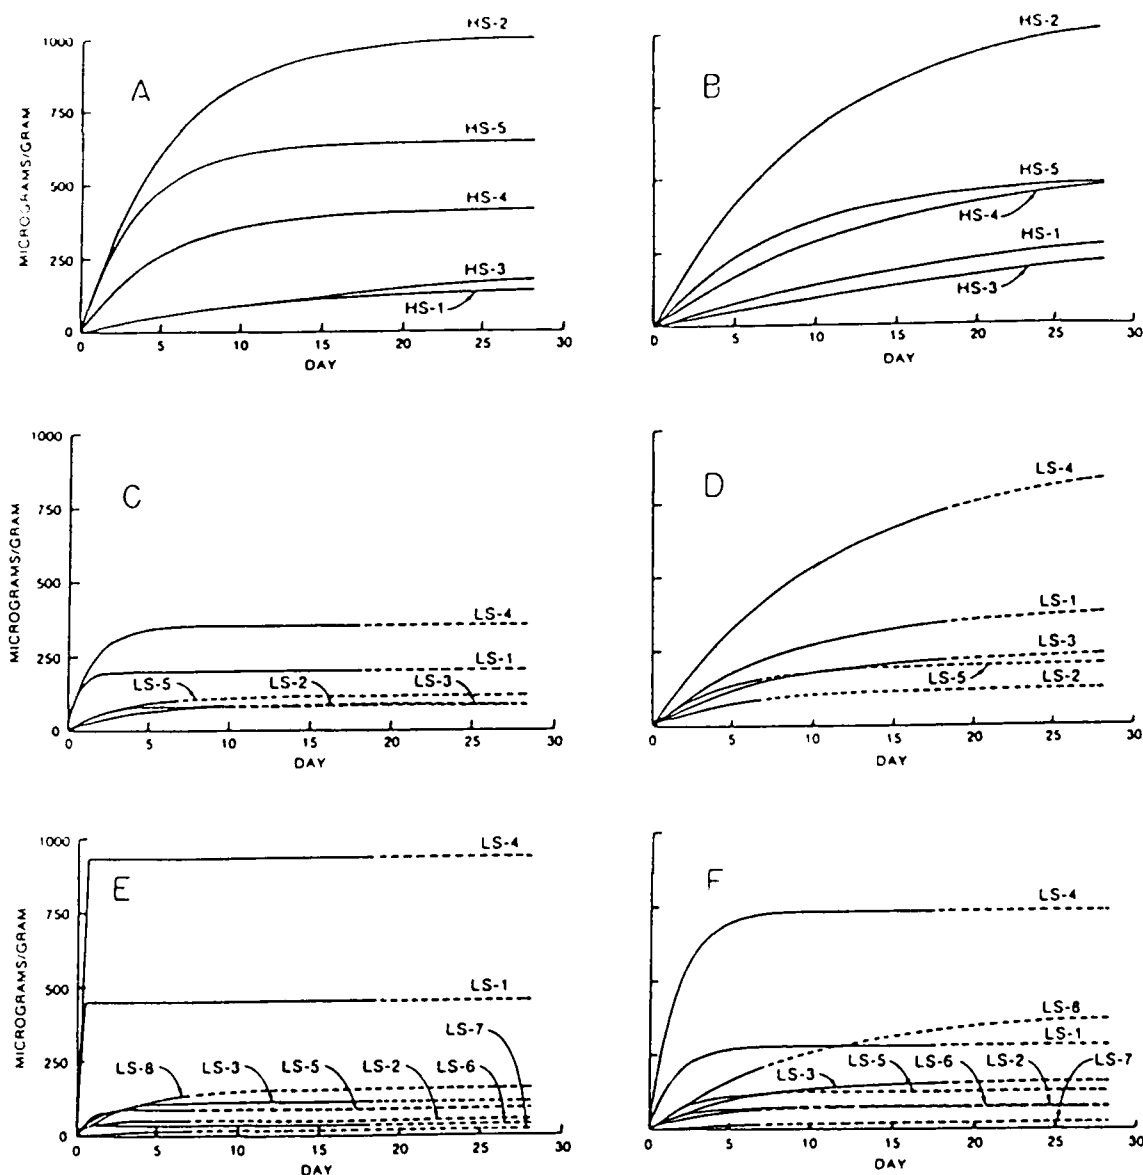 HS-2
HS-2
1000
A
B
750
MICROGRAMS/GRAM
HS-5
HS-5
500
HS-4
HS-4
HS-1
250
HS-3
HS-3
HS-1
0
0 5 10 15 20 25 30
0 5 10 15 20 25 30
DAY
DAY
1000
C
D
LS-4
750
MICROGRAMS/GRAM
500
LS-4
LS-1
LS-1
LS-3
250
LS-5 LS-2 LS-3
LS-5
LS-2
0
0 5 10 15 20 25 30
0 5 10 15 20 25 30
DAY
DAY
1000
LS-4
E
F
LS-4
750
MICROGRAMS/GRAM
500
LS-1
LS-7
LS-8
LS-1
250
LS-8 LS-3 LS-5 LS-2 LS-6
LS-3 LS-5 LS-6 LS-2 LS-7
0
0 5 10 15 20 25 30
0 5 10 15 20 25 30
DAY
DAY